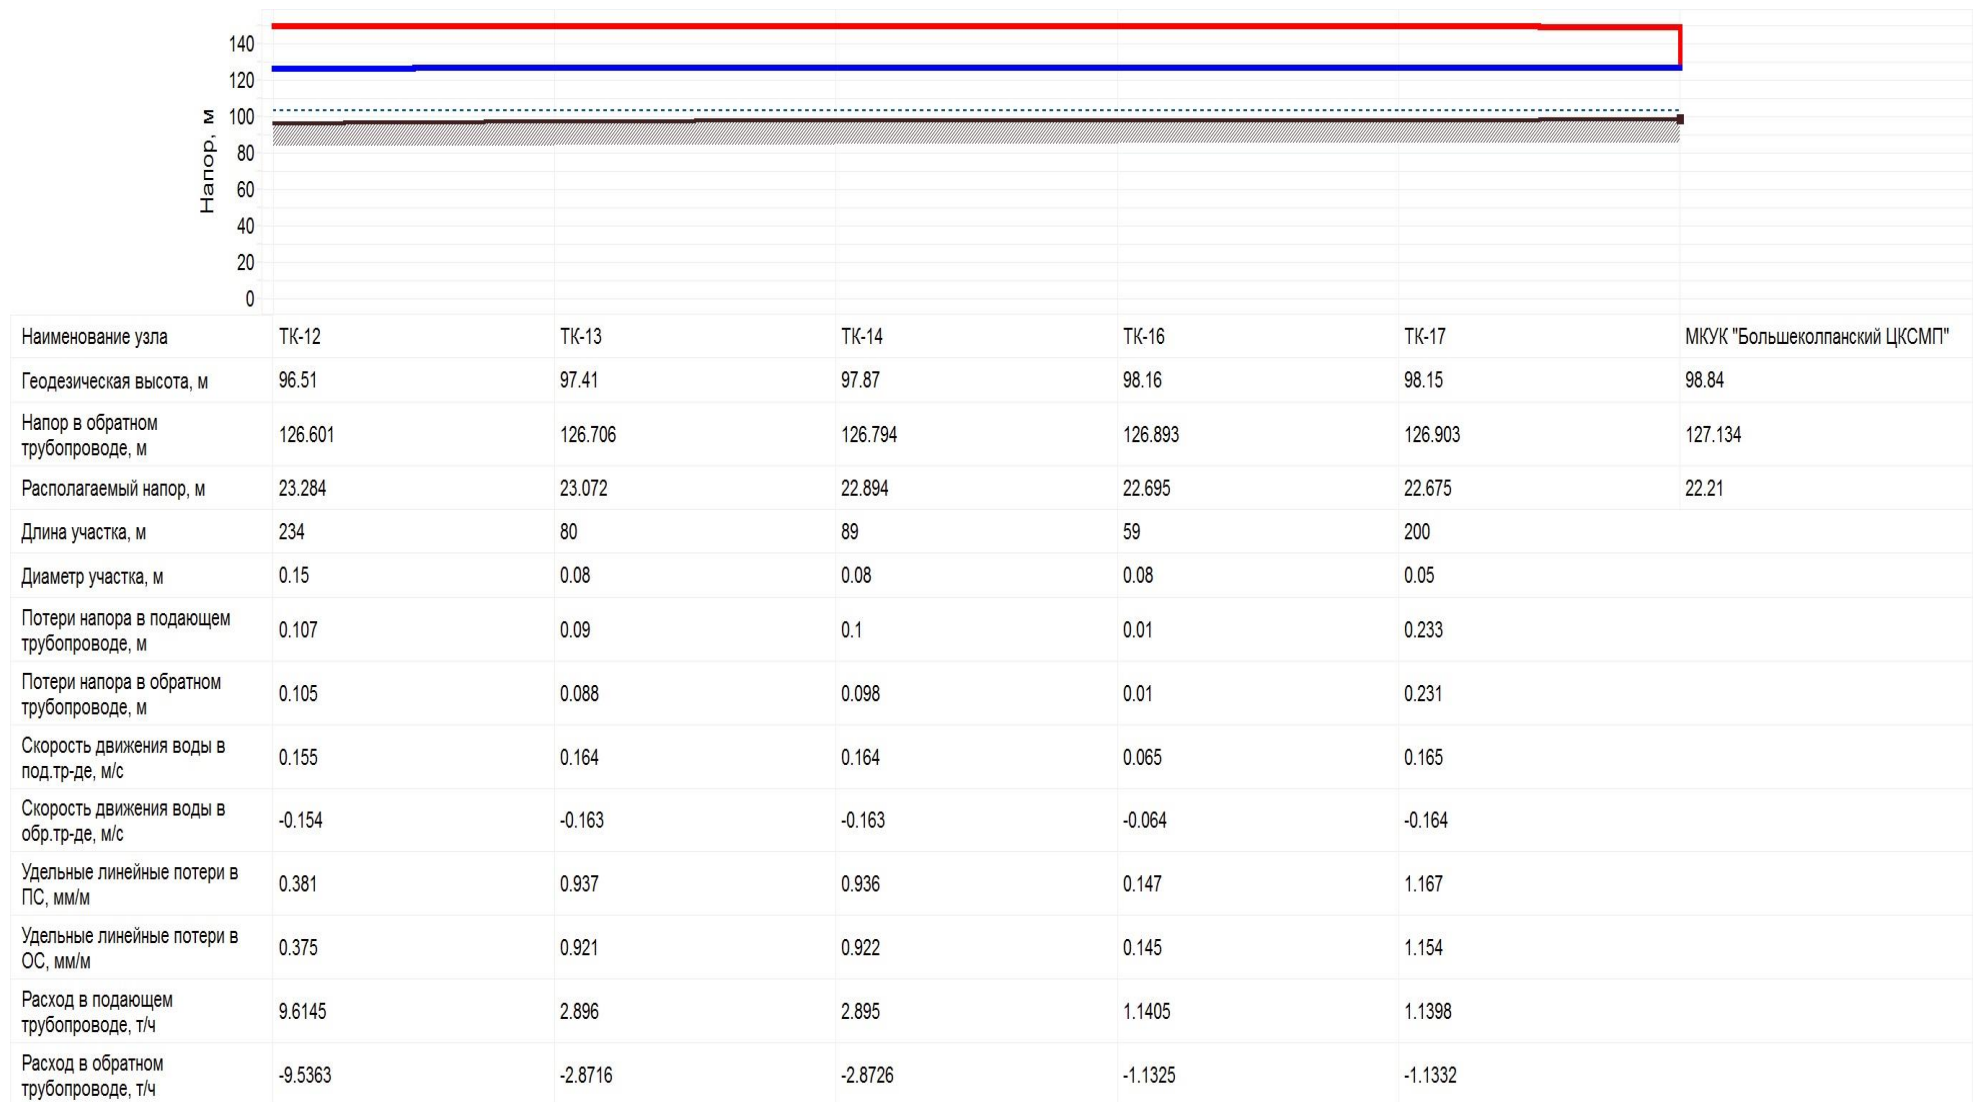 140
120
100
80
60
40
20
0
Напор, м
Наименование узла ТК-12 ТК-13 ТК-14 ТК-16 ТК-17 МКУК "Большеколпанский ЦКСМП"
Геодезическая высота, м 96.51 97.41 97.87 98.16 98.15 98.84
Напор в обратном
трубопроводе, м 126.601 126.706 126.794 126.893 126.903 127.134
Располагаемый напор, м 23.284 23.072 22.894 22.695 22.675 22.21
Длина участка, м 234 80 89 59 200
Диаметр участка, м 0.15 0.08 0.08 0.08 0.05
Потери напора в подающем
трубопроводе, м 0.107 0.09 0.1 0.01 0.233
Потери напора в обратном
трубопроводе, м 0.105 0.088 0.098 0.01 0.231
Скорость движения воды в
под.тр-де, м/с 0.155 0.164 0.164 0.065 0.165
Скорость движения воды в
обр.тр-де, м/с -0.154 -0.163 -0.163 -0.064 -0.164
Удельные линейные потери в
ПС, мм/м 0.381 0.937 0.936 0.147 1.167
Удельные линейные потери в
ОС, мм/м 0.375 0.921 0.922 0.145 1.154
Расход в подающем
трубопроводе, т/ч 9.6145 2.896 2.895 1.1405 1.1398
Расход в обратном
трубопроводе, т/ч -9.5363 -2.8716 -2.8726 -1.1325 -1.1332